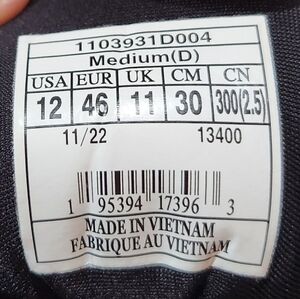 1103931D004
Medium(D)
USA EUR UK CM CN
12 46 11 30 300(2.5)
11/22 13400
1 95394 17396 3
MADE IN VIETNAM
FABRIQUE AU VIETNAM